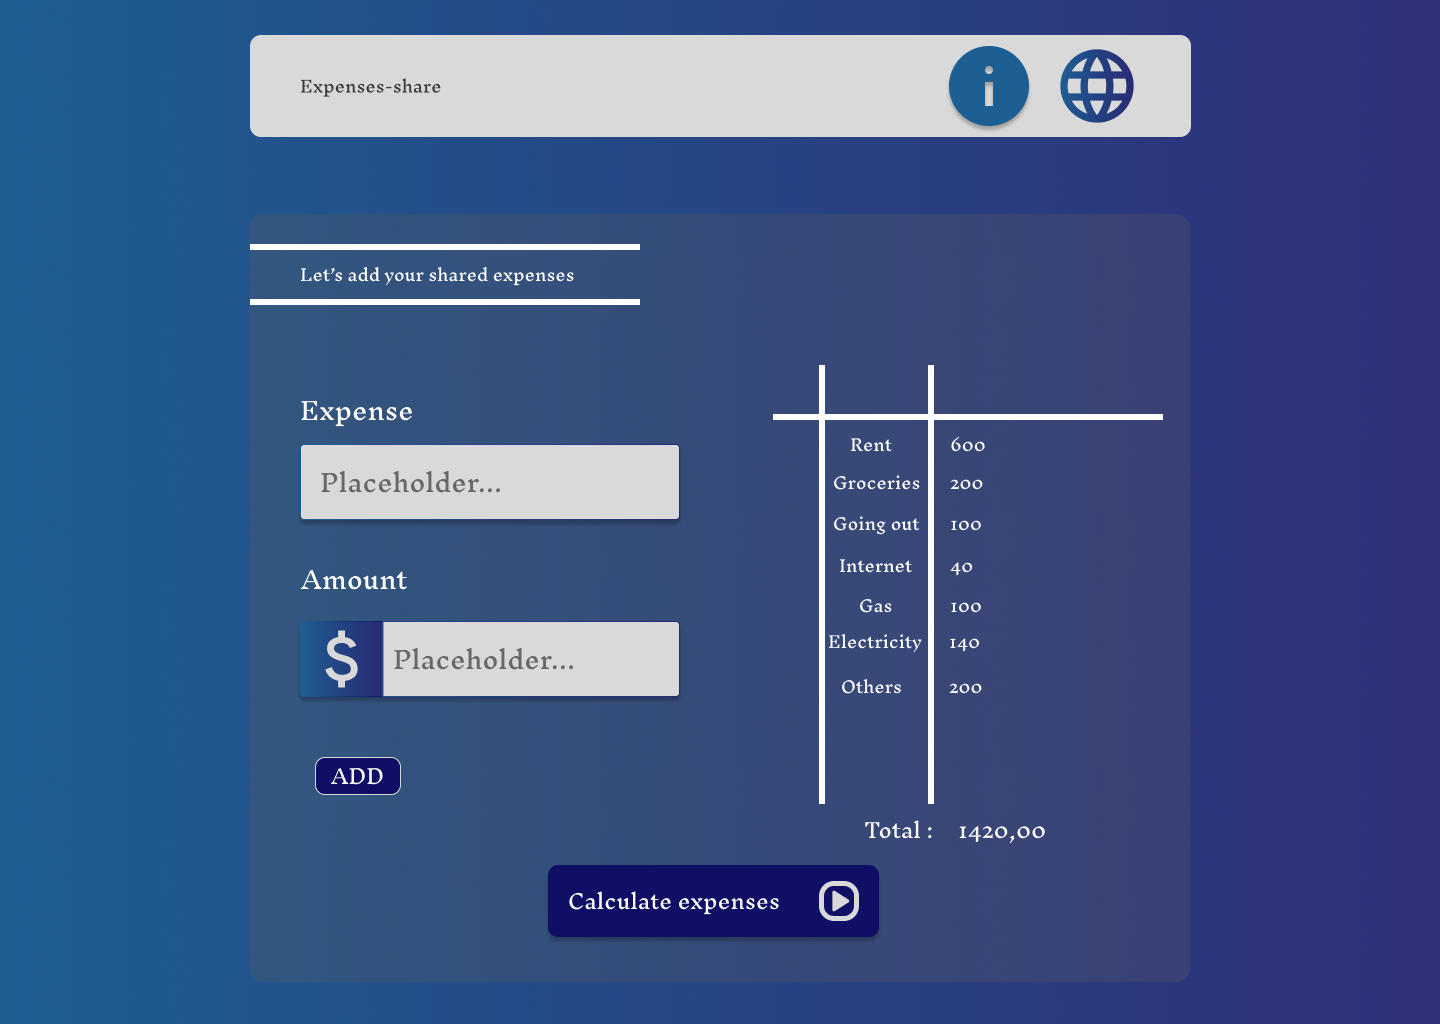 Expenses-share
Let’s add your shared expenses
Expense
Placeholder...
Amount
$ Placeholder...
ADD
Rent 600
Groceries 200
Going out 100
Internet 40
Gas 100
Electricity 140
Others 200
Total : 1420,00
Calculate expenses